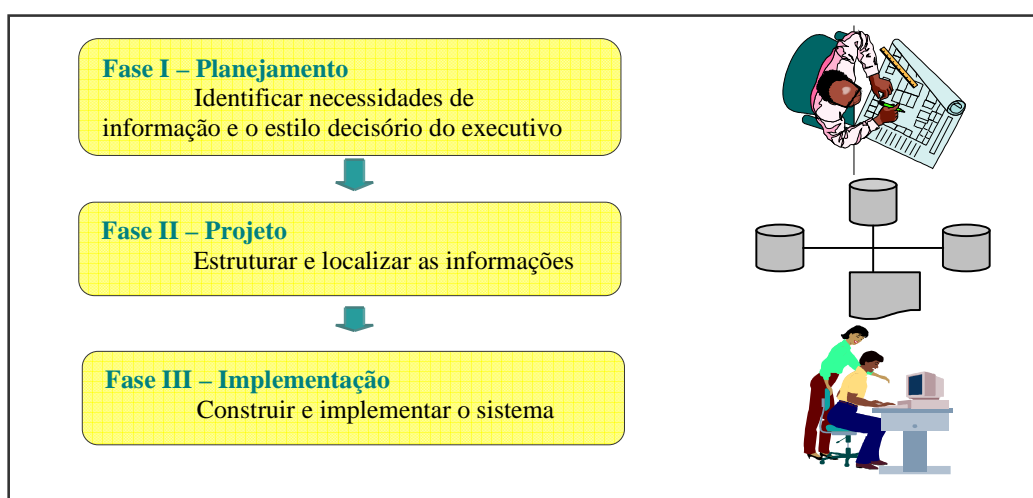 Fase I – Planejamento
Identificar necessidades de
informação e o estilo decisório do executivo
Fase II – Projeto
Estruturar e localizar as informações
Fase III – Implementação
Construir e implementar o sistema